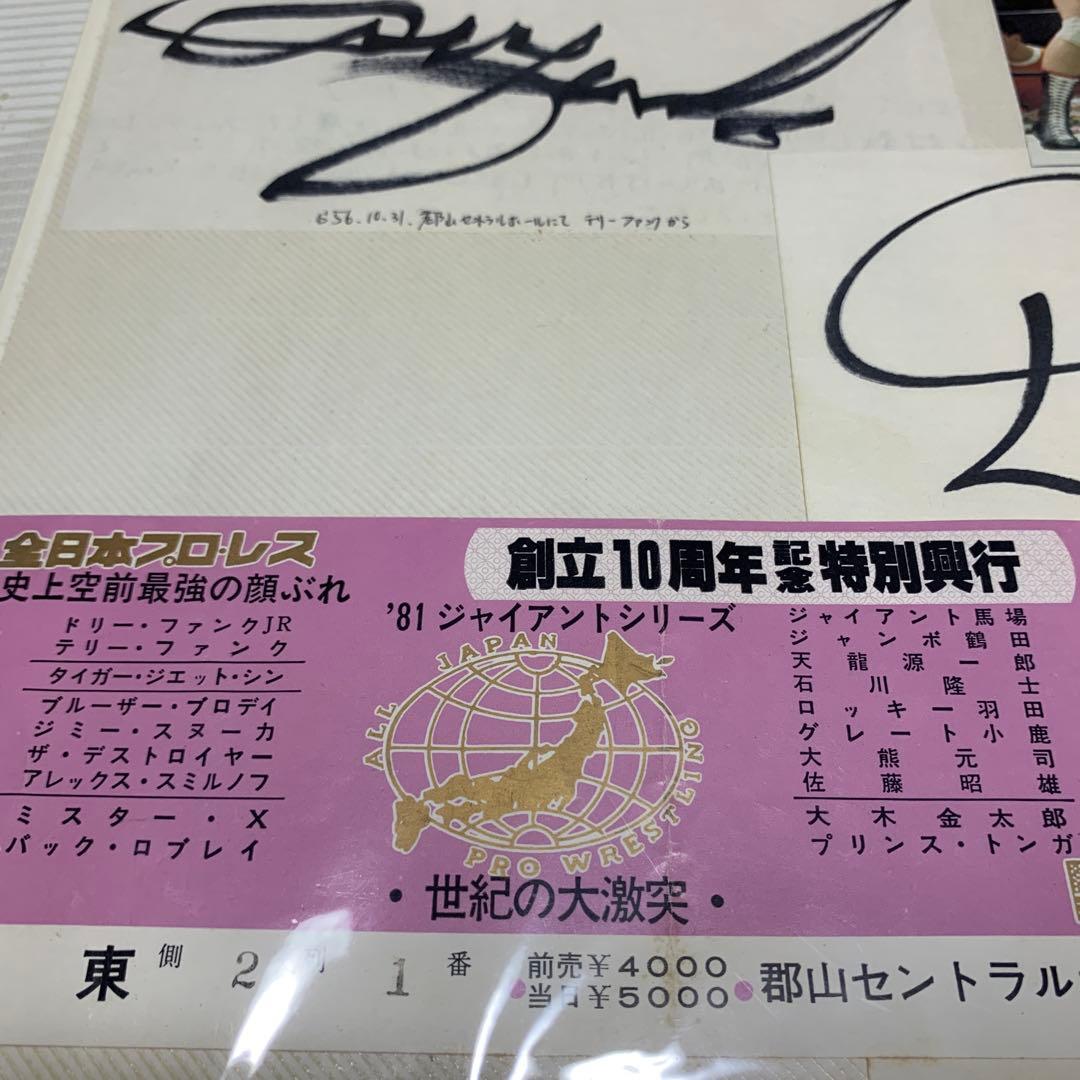 S56.10.31. 郡山セントラルホールにて テリーファンクから
全日本プロ・レス
史上空前最強の顔ぶれ
ドリー・ファンクJR
テリー・ファンク
タイガー・ジェット・シン
ブルーザー・ブロディ
ジミー・スヌーカ
ザ・デストロイヤー
アレックス・スミルノフ
ミスター・X
バック・ロブレイ
創立10周年記念特別興行
'81ジャイアントシリーズ
ALL JAPAN PRO WRESTLING
・世紀の大激突・
ジャイアント馬場
ジャンボ鶴田
天龍源一郎
石川隆士
ロッキー羽田
グレート小鹿
大熊元司
佐藤昭雄
大木金太郎
プリンス・トンガ
東側 2列 1番
前売¥4000
当日¥5000
郡山セントラル